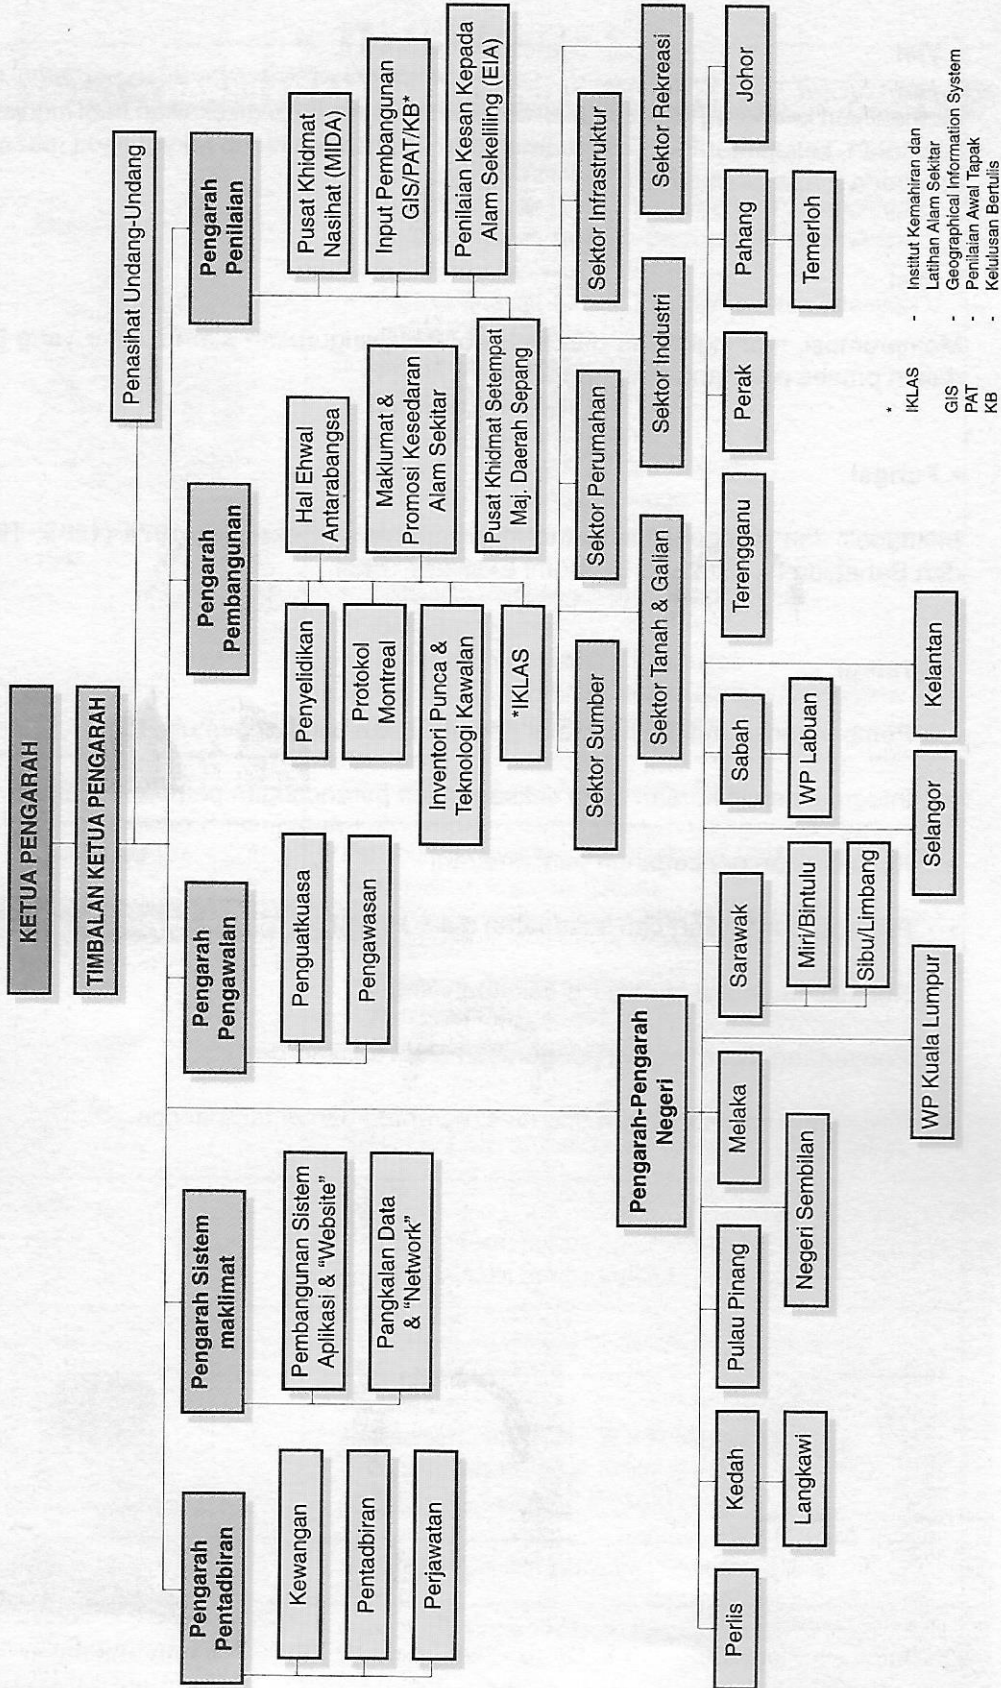 KETUA PENGARAH
TIMBALAN KETUA PENGARAH
Penasihat Undang-Undang
Pengarah
Pentadbiran
Kewangan
Pentadbiran
Perjawatan
Pengarah Sistem
maklimat
Pembangunan Sistem
Aplikasi & "Website"
Pangkalan Data
& "Network"
Pengarah
Pengawalan
Penguatkuasa
Pengawasan
Pengarah
Pembangunan
Penyelidikan
Hal Ehwal
Antarabangsa
Protokol
Montreal
Maklumat &
Promosi Kesedaran
Alam Sekitar
Inventori Punca &
Teknologi Kawalan
*IKLAS
Pengarah
Penilaian
Pusat Khidmat
Nasihat (MIDA)
Input Pembangunan
GIS/PAT/KB*
Penilaian Kesan Kepada
Alam Sekeliling (EIA)
Pusat Khidmat Setempat
Maj. Daerah Sepang
Sektor Sumber
Sektor Perumahan
Sektor Infrastruktur
Sektor Tanah & Galian
Sektor Industri
Sektor Rekreasi
Pengarah-Pengarah
Negeri
Perlis
Kedah
Pulau Pinang
Melaka
Sarawak
Sabah
Terengganu
Perak
Pahang
Johor
Langkawi
Negeri Sembilan
Miri/Bintulu
Sibu/Limbang
WP Labuan
Temerloh
WP Kuala Lumpur
Selangor
Kelantan
*
IKLAS - Institut Kemahiran dan
Latihan Alam Sekitar
GIS - Geographical Information System
PAT - Penilaian Awal Tapak
KB - Kelulusan Bertulis